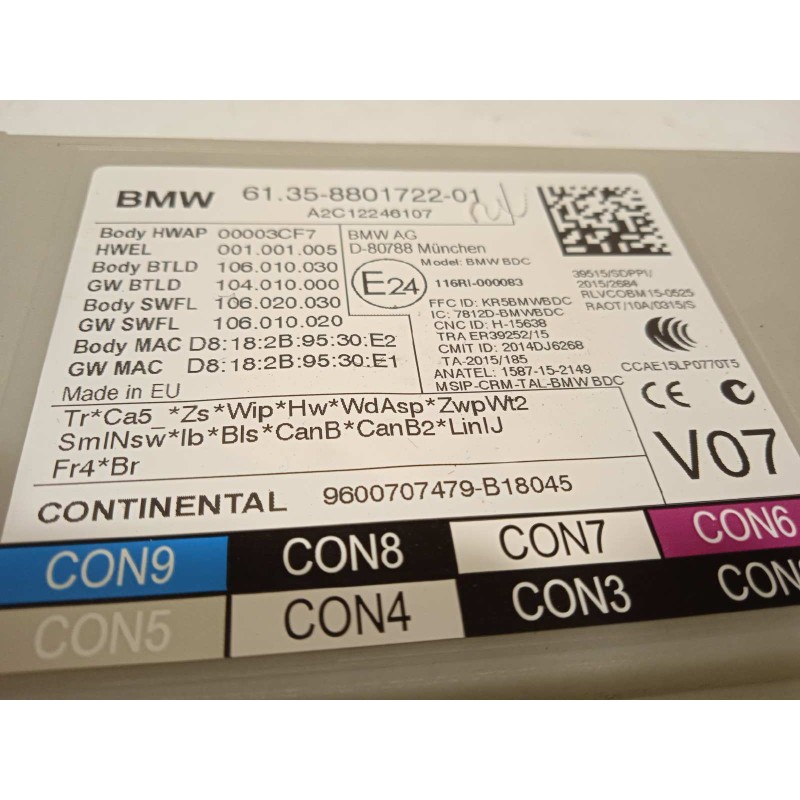 BMW 61.35-8801722-01
A2C12246107
Body HWAP 00003CF7
HWEL 001.001.005
Body BTLD 106.010.030
GW BTLD 104.010.000
Body SWFL 106.020.030
GW SWFL 106.010.020
Body MAC D8:18:2B:95:30:E2
GW MAC D8:18:2B:95:30:E1
Made in EU
BMW AG
D-80788 München
Model: BMW BDC
E24 116RI-000083
FFC ID: KR5BMWBDC
IC: 7812D-BMWBDC
CNC ID: H-15638
TRA ER39252/15
CMIT ID: 2014DJ6268
TA-2015/185
ANATEL: 1587-15-2149
MSIP-CRM-TAL-BMW BDC
39515/SDPPI/
2015/2684
RLVCOBM15-0525
RAOT/10A/0315/S
CCAE15LP0770T5
CE
Tr*Ca5_*Zs*Wip*Hw*WdAsp*ZwpWt2
SmlNsw*Ib*Bls*CanB*CanB2*LinIJ
Fr4*Br
V07
CONTINENTAL 9600707479-B18045
CON9 CON8 CON7 CON6
CON5 CON4 CON3